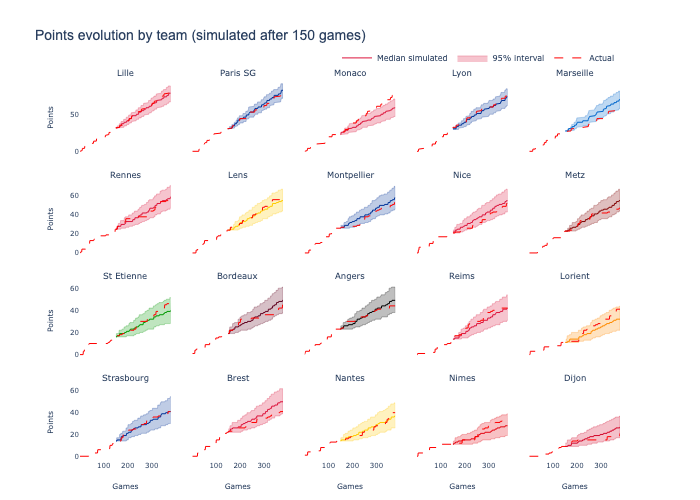 Points evolution by team (simulated after 150 games)
Median simulated 95% interval Actual
Lille Paris SG Monaco Lyon Marseille
Points
50
0
Rennes Lens Montpellier Nice Metz
Points
60
40
20
0
St Etienne Bordeaux Angers Reims Lorient
Points
60
40
20
0
Strasbourg Brest Nantes Nimes Dijon
Points
60
40
20
0
100 200 300 100 200 300 100 200 300 100 200 300 100 200 300
Games Games Games Games Games